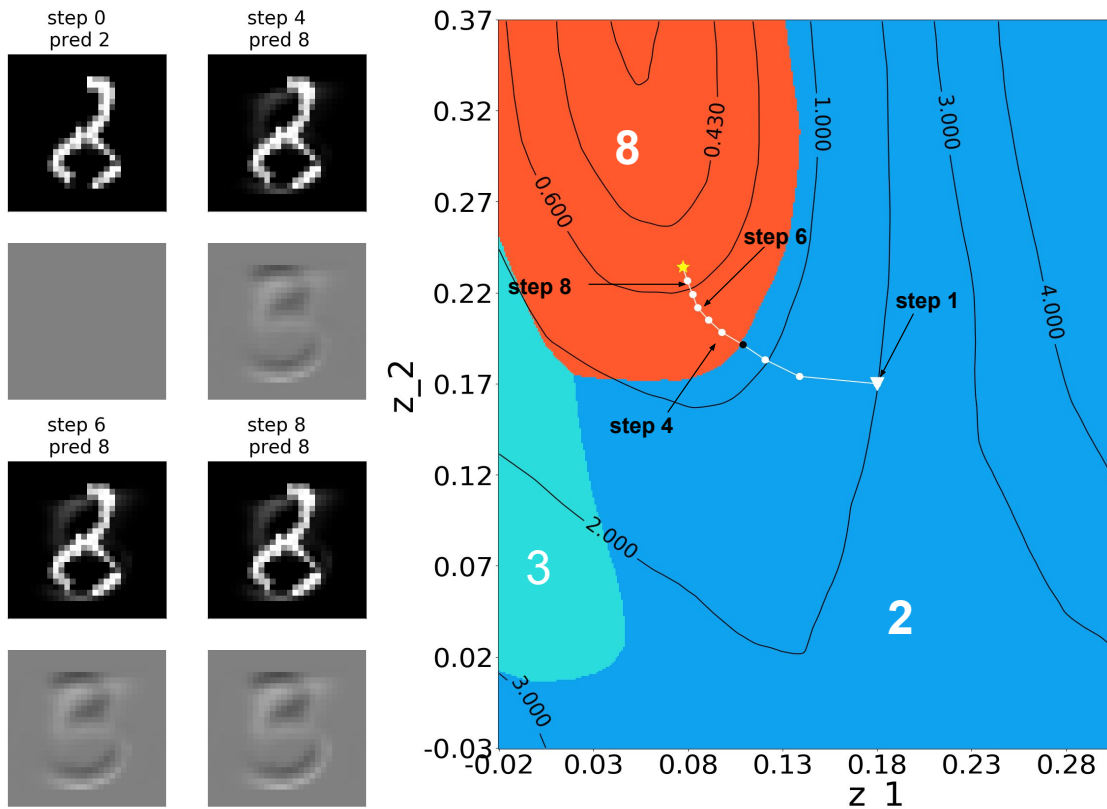 step 0
pred 2
step 4
pred 8
step 6
pred 8
step 8
pred 8
z_2
0.37
0.32
0.27
0.22
0.17
0.12
0.07
0.02
-0.03
8
0.430
1.000
3.000
0.600
step 6
step 8
step 1
4.000
step 4
2.000
3
2
3.000
-0.02
0.03
0.08
0.13
0.18
0.23
0.28
z_1